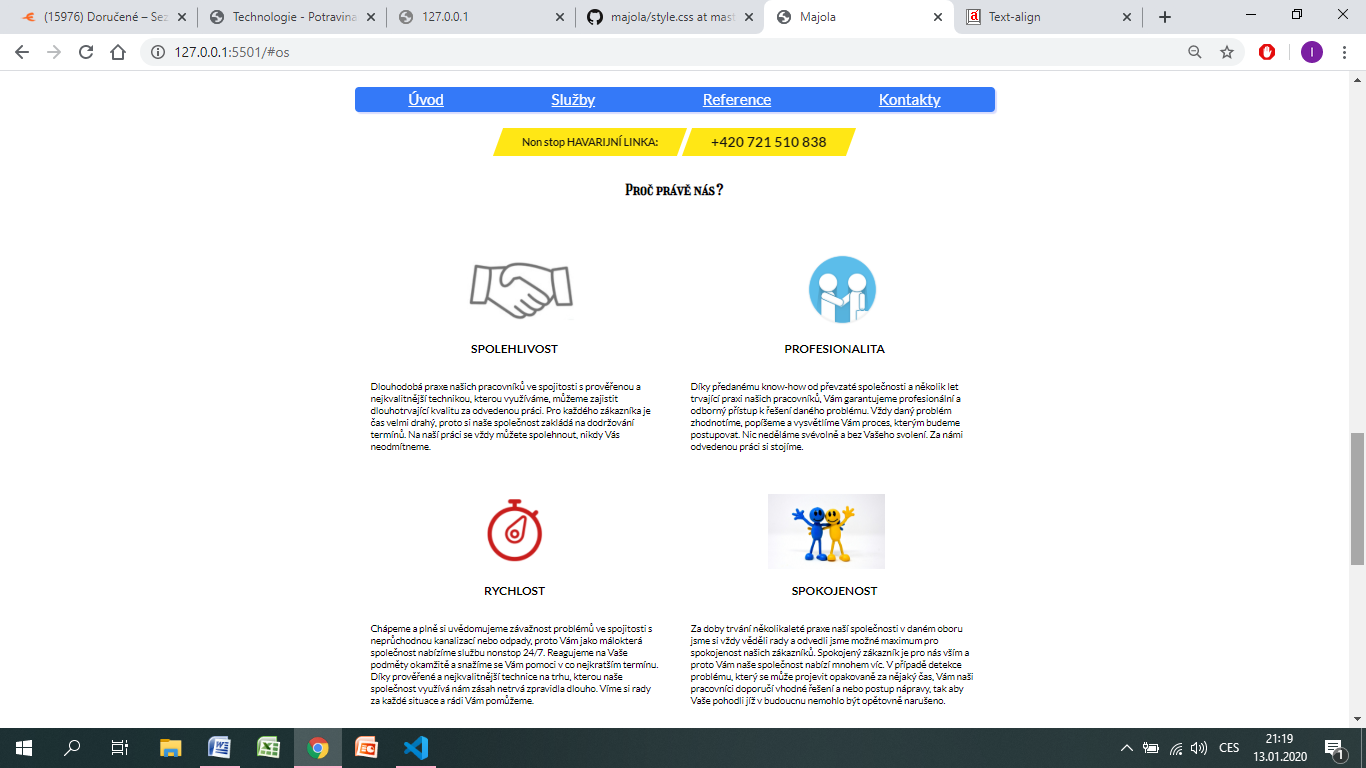 (15976) Doručené – Sez
Technologie - Potravina
127.0.0.1
majola/style.css at mast
Majola
Text-align
127.0.0.1:5501/#os
I
Úvod Služby Reference Kontakty
Non stop HAVARIJNÍ LINKA: +420 721 510 838
Proč právě nás?
SPOLEHLIVOST
Dlouhodobá praxe našich pracovníků ve spojitosti s prověřenou a
nejkvalitnější technikou, kterou využíváme, můžeme zajistit
dlouhotrvající kvalitu za odvedenou práci. Pro každého zákazníka je
čas velmi drahý, proto si naše společnost zakládá na dodržování
termínů. Na naší práci se vždy můžete spolehnout, nikdy Vás
neodmítneme.
PROFESIONALITA
Díky předanému know-how od převzaté společnosti a několik let
trvající praxi našich pracovníků, Vám garantujeme profesionální a
odborný přístup k řešení daného problému. Vždy daný problém
zhodnotíme, popíšeme a vysvětlíme Vám proces, kterým budeme
postupovat. Nic neděláme svévolně a bez Vašeho svolení. Za námi
odvedenou práci si stojíme.
RYCHLOST
Chápeme a plně si uvědomujeme závažnost problémů ve spojitosti s
neprůchodnou kanalizací nebo odpady, proto Vám jako málokterá
společnost nabízíme službu nonstop 24/7. Reagujeme na Vaše
podměty okamžitě a snažíme se Vám pomoci v co nejkratším termínu.
Díky prověřené a nejkvalitnější technice na trhu, kterou naše
společnost využívá nám zásah netrvá zpravidla dlouho. Víme si rady
za každé situace a rádi Vám pomůžeme.
SPOKOJENOST
Za doby trvání několikaleté praxe naší společnosti v daném oboru
jsme si vždy věděli rady a odvedli jsme možné maximum pro
spokojenost našich zákazníků. Spokojený zákazník je pro nás vším a
proto Vám naše společnost nabízí mnohem víc. V případě detekce
problému, který se může projevit opakovaně za nějaký čas, Vám naši
pracovníci doporučí vhodné řešení a nebo postup nápravy, tak aby
Vaše pohodlí jíž v budoucnu nemohlo být opětovně narušeno.
CES
21:19
13.01.2020
1